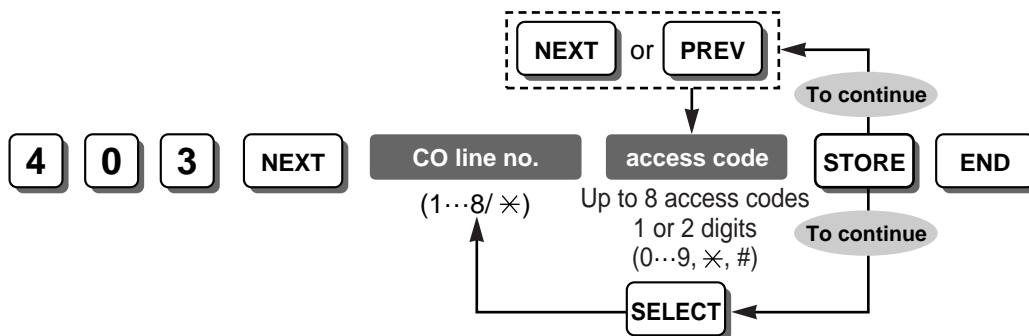 NEXT or PREV
To continue
4 0 3 NEXT CO line no. access code STORE END
(1···8/ ✳) Up to 8 access codes
1 or 2 digits
(0···9, ✳, #)
To continue
SELECT